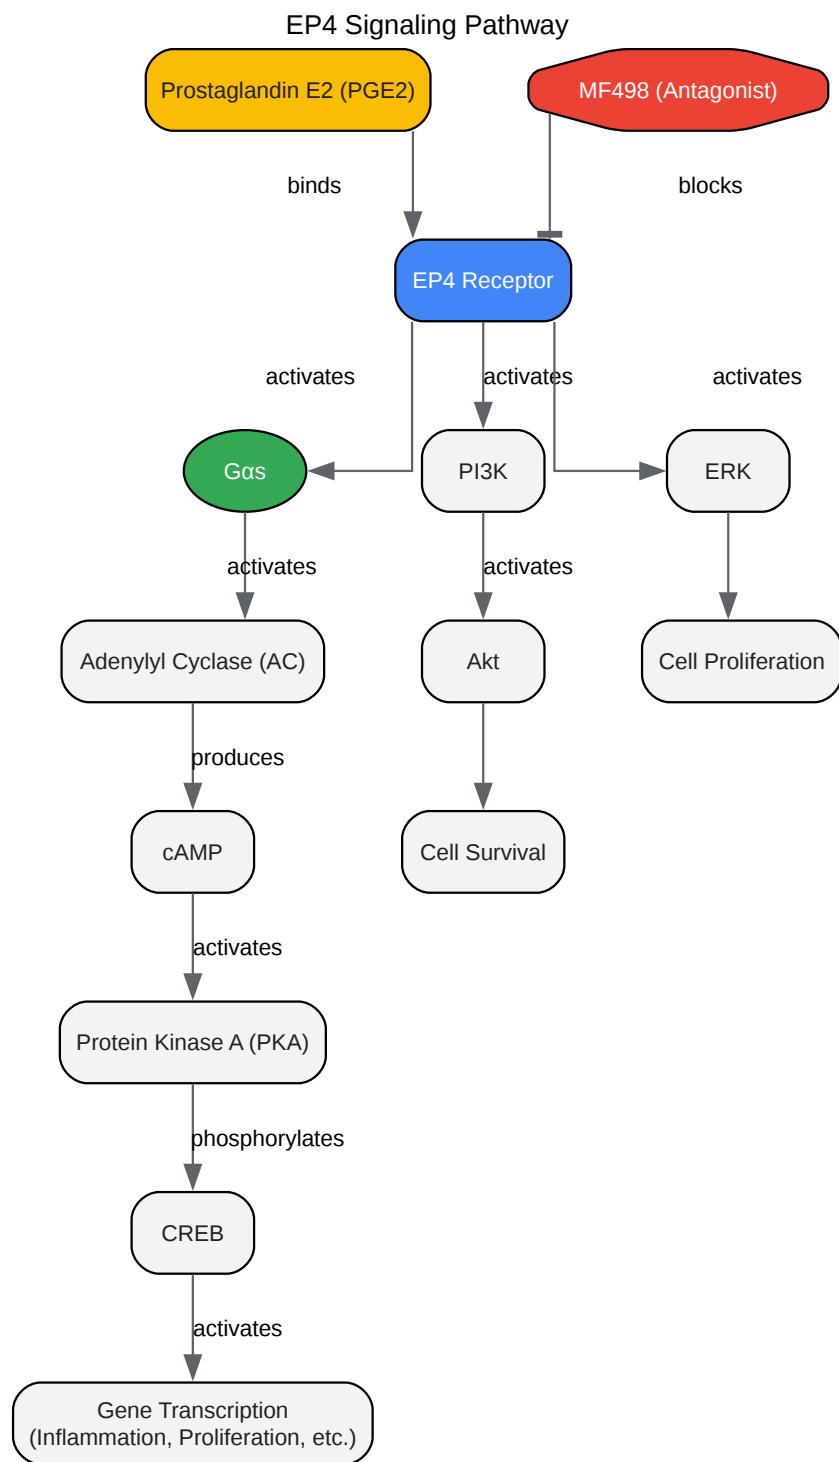 EP4 Signaling Pathway
Prostaglandin E2 (PGE2)
MF498 (Antagonist)
binds
blocks
EP4 Receptor
activates
activates
activates
Gαs
PI3K
ERK
activates
activates
Adenylyl Cyclase (AC)
Akt
Cell Proliferation
produces
cAMP
Cell Survival
activates
Protein Kinase A (PKA)
phosphorylates
CREB
activates
Gene Transcription
(Inflammation, Proliferation, etc.)